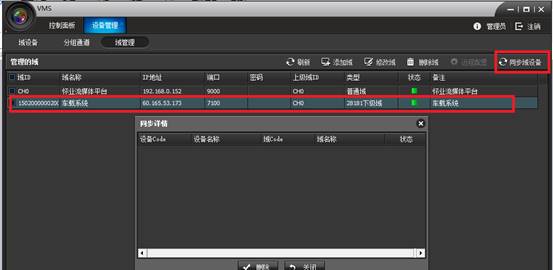 VMS
控制面板 设备管理 管理员 注销
域设备 分组通道 域管理
管理的域 刷新 添加域 修改域 删除域 远程配置 同步域设备
域ID 域名称 IP地址 端口 密码 上级域ID 类型 状态 备注
CH0 怀业流媒体平台 192.168.0.152 9000 CH0 普通域 怀业流媒体平台
1502000000200 车载系统 60.165.53.173 7100 CH0 28181下级域 车载系统
同步详情
设备Code 设备名称 域Code 域名称 状态
删除 关闭